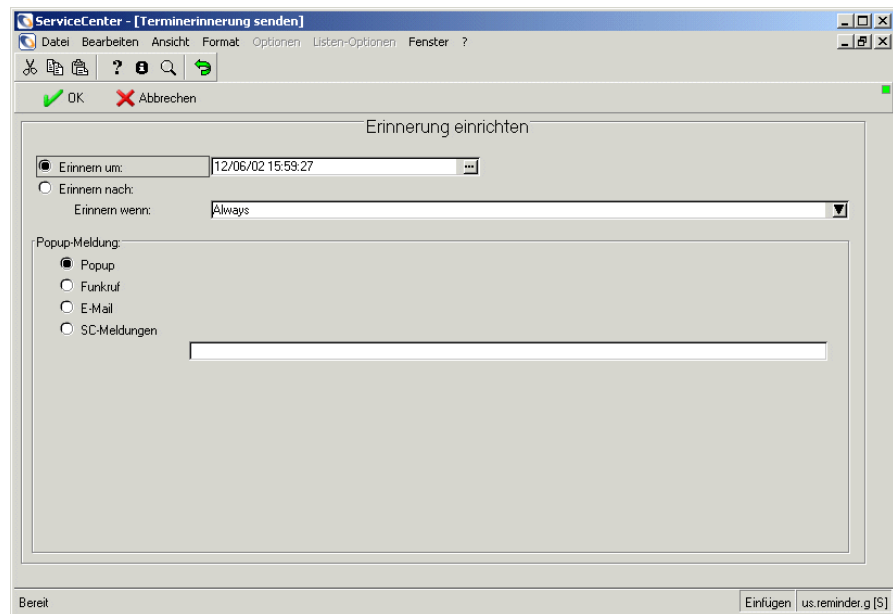 ServiceCenter - [Terminerinnerung senden]
Datei Bearbeiten Ansicht Format Optionen Listen-Optionen Fenster ?
OK Abbrechen
Erinnerung einrichten
Erinnern um: 12/06/02 15:59:27
Erinnern nach:
Erinnern wenn: Always
Popup-Meldung:
Popup
Funkruf
E-Mail
SC-Meldungen
Bereit Einfügen us.reminder.g [S]